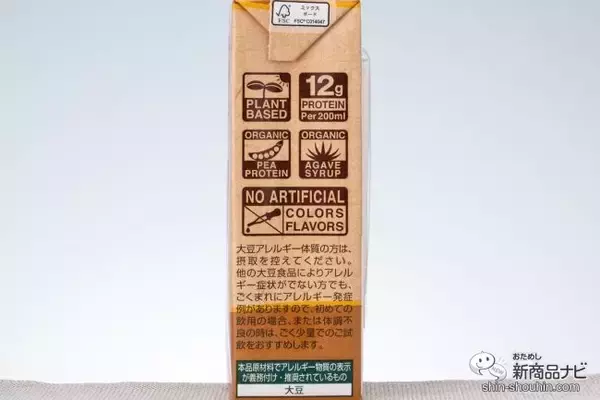 FSC
ミックス
ボード
FSC® C014047
PLANT
BASED
12g
PROTEIN
Per 200ml
ORGANIC
PEA
PROTEIN
ORGANIC
AGAVE
SYRUP
NO ARTIFICIAL
COLORS
FLAVORS
大豆アレルギー体質の方は、
摂取を控えてください。
他の大豆食品によりアレル
ギー症状がでない方でも、
ごくまれにアレルギー発症
例がありますので、初めての
飲用の場合、または体調不
良の時は、ごく少量でのご試
飲をおすすめします。
本品原材料でアレルギー物質の表示
が義務付け・推奨されているもの
大豆
おためし
新商品ナビ
shin-shouhin.com